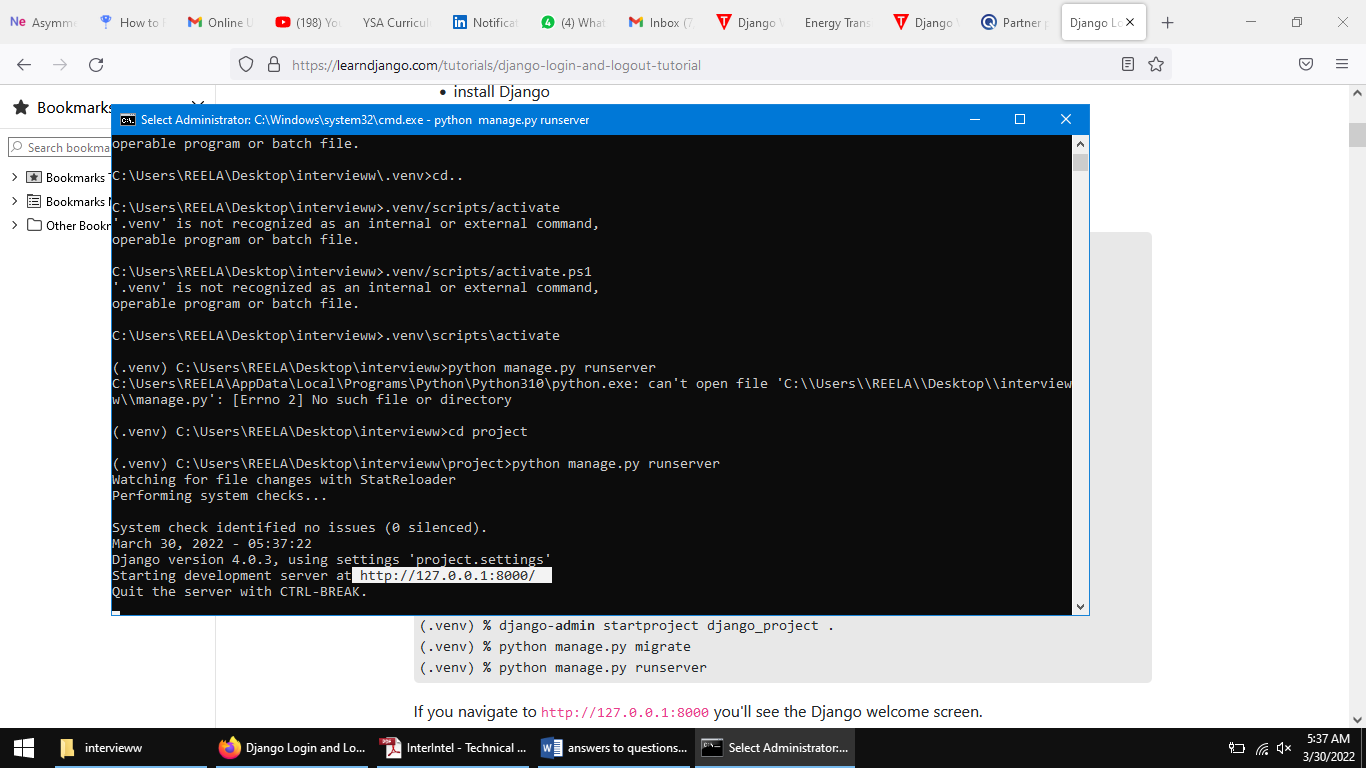 Ne Asymme
How to
Online U
(198) Yo
YSA Curricul
Notificat
(4) What
Inbox (7,
Django V
Energy Trans
Django V
Partner p
Django Lo
https://learndjango.com/tutorials/django-login-and-logout-tutorial
Bookmarks
Search bookma
Bookmarks T
Bookmarks M
Other Bookm
• install Django
Select Administrator: C:\Windows\system32\cmd.exe - python  manage.py runserver
operable program or batch file.
C:\Users\REELA\Desktop\intervieww\.venv>cd..
C:\Users\REELA\Desktop\intervieww>.venv/scripts/activate
'.venv' is not recognized as an internal or external command,
operable program or batch file.
C:\Users\REELA\Desktop\intervieww>.venv/scripts/activate.ps1
'.venv' is not recognized as an internal or external command,
operable program or batch file.
C:\Users\REELA\Desktop\intervieww>.venv\scripts\activate
(.venv) C:\Users\REELA\Desktop\intervieww>python manage.py runserver
C:\Users\REELA\AppData\Local\Programs\Python\Python310\python.exe: can't open file 'C:\\Users\\REELA\\Desktop\\interview
w\\manage.py': [Errno 2] No such file or directory
(.venv) C:\Users\REELA\Desktop\intervieww>cd project
(.venv) C:\Users\REELA\Desktop\intervieww\project>python manage.py runserver
Watching for file changes with StatReloader
Performing system checks...
System check identified no issues (0 silenced).
March 30, 2022 - 05:37:22
Django version 4.0.3, using settings 'project.settings'
Starting development server at http://127.0.0.1:8000/
Quit the server with CTRL-BREAK.
(.venv) % django-admin startproject django_project .
(.venv) % python manage.py migrate
(.venv) % python manage.py runserver
If you navigate to http://127.0.0.1:8000 you'll see the Django welcome screen.
intervieww
Django Login and Lo...
InterIntel - Technical ...
answers to questions...
Select Administrator:...
5:37 AM
3/30/2022